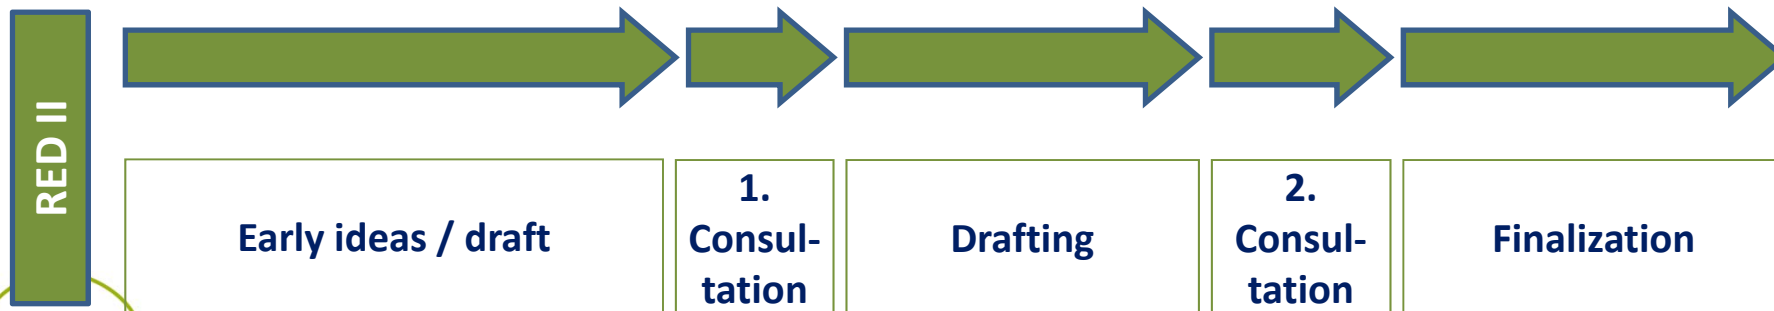 RED II
Early ideas / draft
1.
Consul-
tation
Drafting
2.
Consul-
tation
Finalization